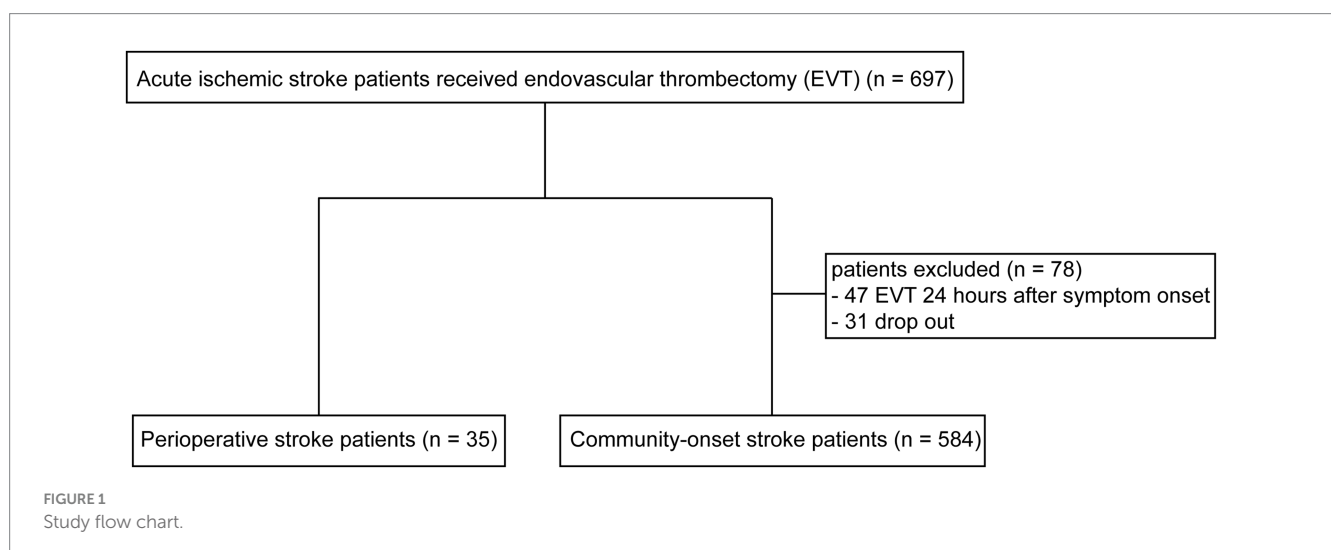 Acute ischemic stroke patients received endovascular thrombectomy (EVT) (n = 697)
patients excluded (n = 78)
- 47 EVT 24 hours after symptom onset
- 31 drop out
Perioperative stroke patients (n = 35)
Community-onset stroke patients (n = 584)
FIGURE 1
Study flow chart.